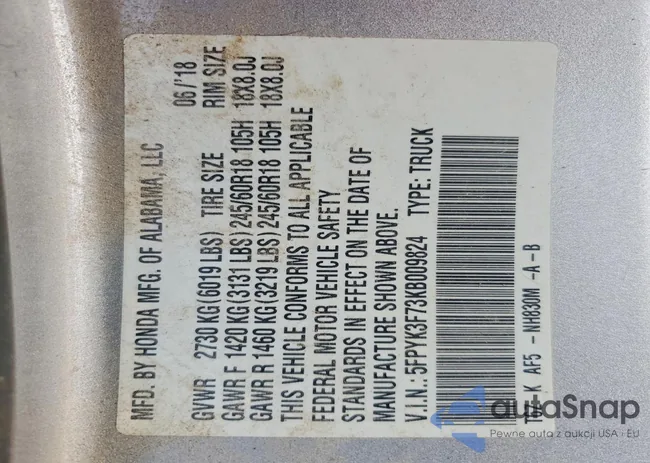 MFD. BY HONDA MFG. OF ALABAMA, LLC 06/'18
GVWR 2730 KG(6019 LBS) TIRE SIZE RIM SIZE
GAWR F 1420 KG(3131 LBS) 245/60R18 105H 18X8.0J
GAWR R 1460 KG(3219 LBS) 245/60R18 105H 18X8.0J
THIS VEHICLE CONFORMS TO ALL APPLICABLE
FEDERAL MOTOR VEHICLE SAFETY
STANDARDS IN EFFECT ON THE DATE OF
MANUFACTURE SHOWN ABOVE.
V.I.N.:5FPYK3F73KB009824 TYPE: TRUCK
K AF5 - NH830M -A-B
autoSnap
Pewne auta z aukcji USA i EU